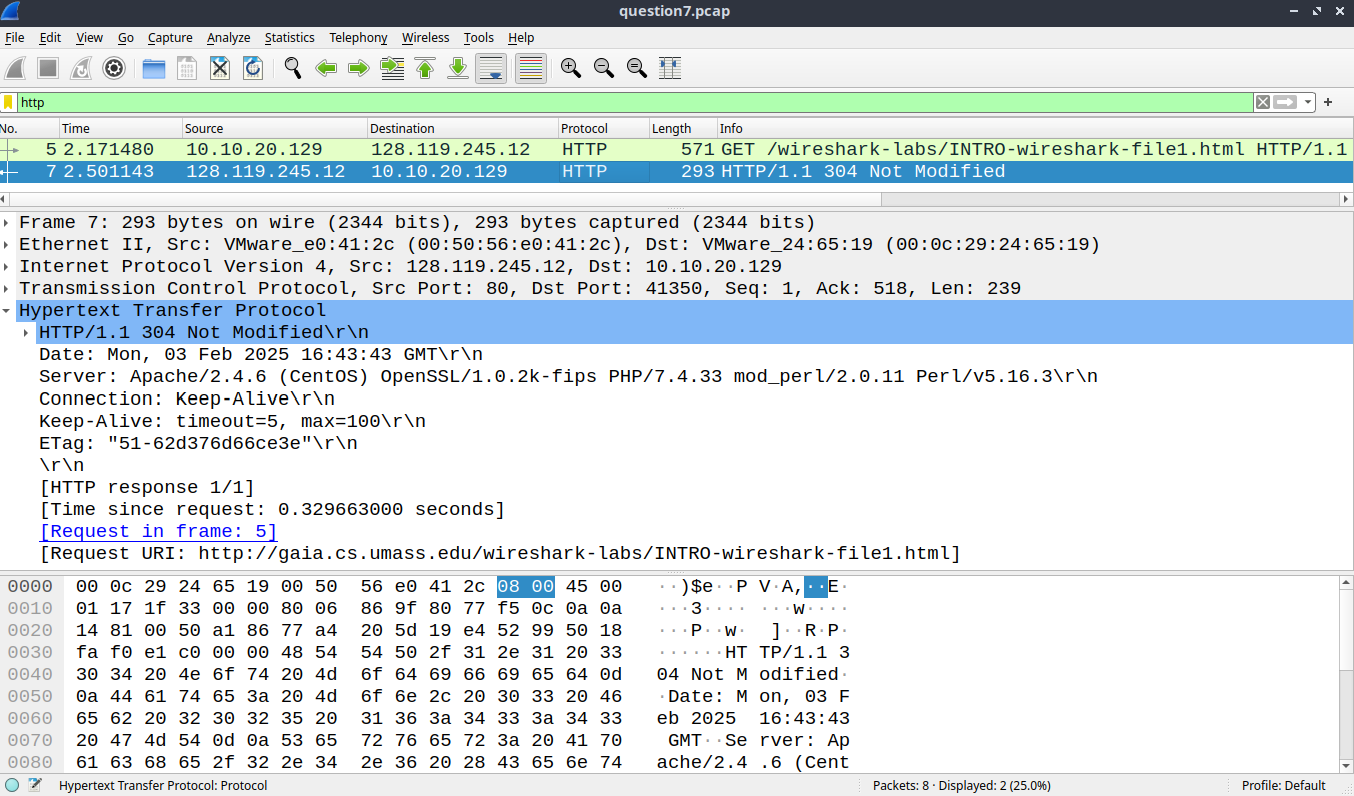 question7.pcap
File Edit View Go Capture Analyze Statistics Telephony Wireless Tools Help
http
No. Time Source Destination Protocol Length Info
5 2.171480 10.10.20.129 128.119.245.12 HTTP 571 GET /wireshark-labs/INTRO-wireshark-file1.html HTTP/1.1
7 2.501143 128.119.245.12 10.10.20.129 HTTP 293 HTTP/1.1 304 Not Modified
Frame 7: 293 bytes on wire (2344 bits), 293 bytes captured (2344 bits)
Ethernet II, Src: VMware_e0:41:2c (00:50:56:e0:41:2c), Dst: VMware_24:65:19 (00:0c:29:24:65:19)
Internet Protocol Version 4, Src: 128.119.245.12, Dst: 10.10.20.129
Transmission Control Protocol, Src Port: 80, Dst Port: 41350, Seq: 1, Ack: 518, Len: 239
Hypertext Transfer Protocol
HTTP/1.1 304 Not Modified\r\n
Date: Mon, 03 Feb 2025 16:43:43 GMT\r\n
Server: Apache/2.4.6 (CentOS) OpenSSL/1.0.2k-fips PHP/7.4.33 mod_perl/2.0.11 Perl/v5.16.3\r\n
Connection: Keep-Alive\r\n
Keep-Alive: timeout=5, max=100\r\n
ETag: "51-62d376d66ce3e"\r\n
\r\n
[HTTP response 1/1]
[Time since request: 0.329663000 seconds]
[Request in frame: 5]
[Request URI: http://gaia.cs.umass.edu/wireshark-labs/INTRO-wireshark-file1.html]
0000 00 0c 29 24 65 19 00 50 56 e0 41 2c 08 00 45 00 ··)$e··P V·A,··E·
0010 01 17 1f 33 00 00 80 06 86 9f 80 77 f5 0c 0a 0a ···3···· ···w····
0020 14 81 00 50 a1 86 77 a4 20 5d 19 e4 52 99 50 18 ···P··w· ]··R·P·
0030 fa f0 e1 c0 00 00 48 54 54 50 2f 31 2e 31 20 33 ······HT TP/1.1 3
0040 30 34 20 4e 6f 74 20 4d 6f 64 69 66 69 65 64 0d 04 Not M odified·
0050 0a 44 61 74 65 3a 20 4d 6f 6e 2c 20 30 33 20 46 ·Date: M on, 03 F
0060 65 62 20 32 30 32 35 20 31 36 3a 34 33 3a 34 33 eb 2025 16:43:43
0070 20 47 4d 54 0d 0a 53 65 72 76 65 72 3a 20 41 70 GMT··Se rver: Ap
0080 61 63 68 65 2f 32 2e 34 2e 36 20 28 43 65 6e 74 ache/2.4 .6 (Cent
Hypertext Transfer Protocol: Protocol Packets: 8 · Displayed: 2 (25.0%) Profile: Default